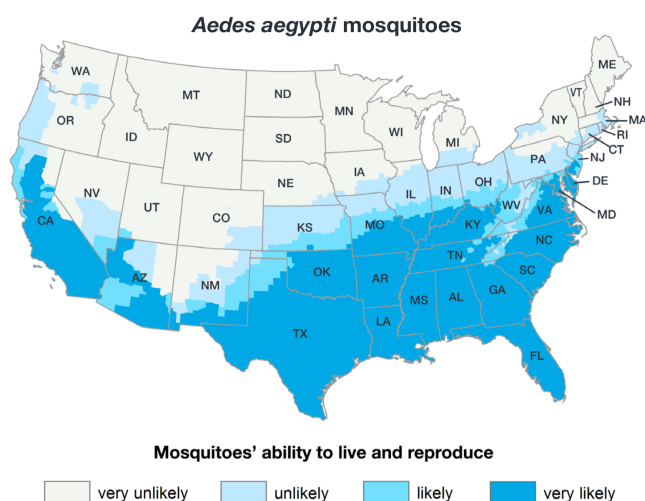 Aedes aegypti mosquitoes
WA
MT
ND
MN
ME
VT
NH
OR
ID
SD
WI
MI
NY
MA
RI
CT
WY
IA
PA
NJ
NE
NV
UT
CO
IL
IN
OH
WV
DE
MD
CA
KS
MO
KY
VA
AZ
NM
OK
TN
NC
AR
SC
MS
AL
GA
TX
LA
FL
Mosquitoes' ability to live and reproduce
very unlikely unlikely likely very likely